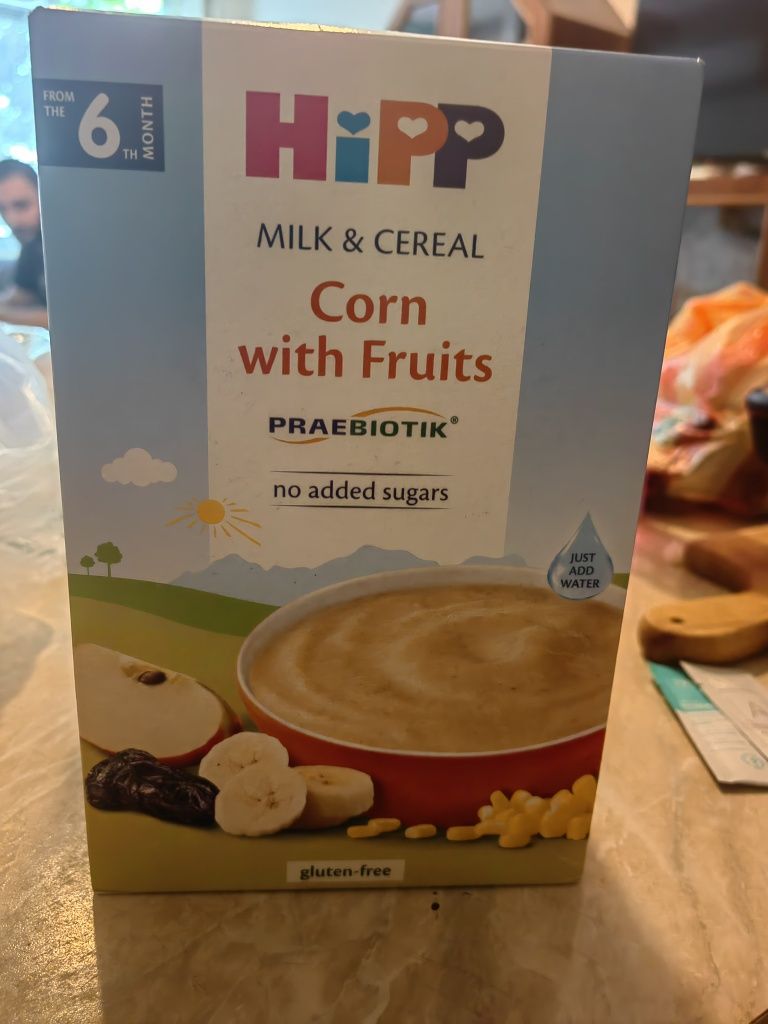 FROM
THE
6
TH
MONTH
HiPP
MILK & CEREAL
Corn
with Fruits
PRAEBIOTIK®
no added sugars
JUST
ADD
WATER
gluten-free